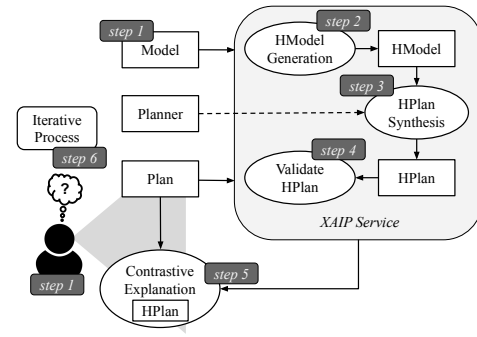 step 1
Model
step 2
HModel
Generation
HModel
step 3
HPlan
Synthesis
Planner
Iterative
Process
step 6
?
Plan
step 4
Validate
HPlan
HPlan
XAIP Service
step 1
step 5
Contrastive
Explanation
HPlan